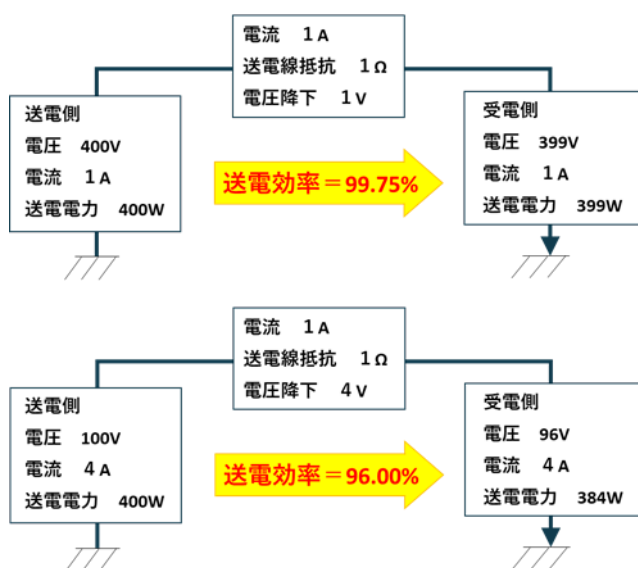 電流 1A
送電線抵抗 1Ω
電圧降下 1V
送電側
電圧 400V
電流 1A
送電電力 400W
送電効率＝99.75%
受電側
電圧 399V
電流 1A
送電電力 399W
電流 1A
送電線抵抗 1Ω
電圧降下 4V
送電側
電圧 100V
電流 4A
送電電力 400W
送電効率＝96.00%
受電側
電圧 96V
電流 4A
送電電力 384W